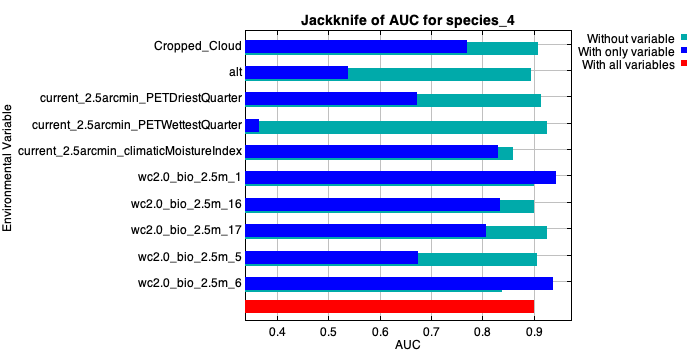 Jackknife of AUC for species_4
Without variable
With only variable
With all variables
Environmental Variable
Cropped_Cloud
alt
current_2.5arcmin_PETDriestQuarter
current_2.5arcmin_PETWettestQuarter
current_2.5arcmin_climaticMoistureIndex
wc2.0_bio_2.5m_1
wc2.0_bio_2.5m_16
wc2.0_bio_2.5m_17
wc2.0_bio_2.5m_5
wc2.0_bio_2.5m_6
0.4 0.5 0.6 0.7 0.8 0.9
AUC